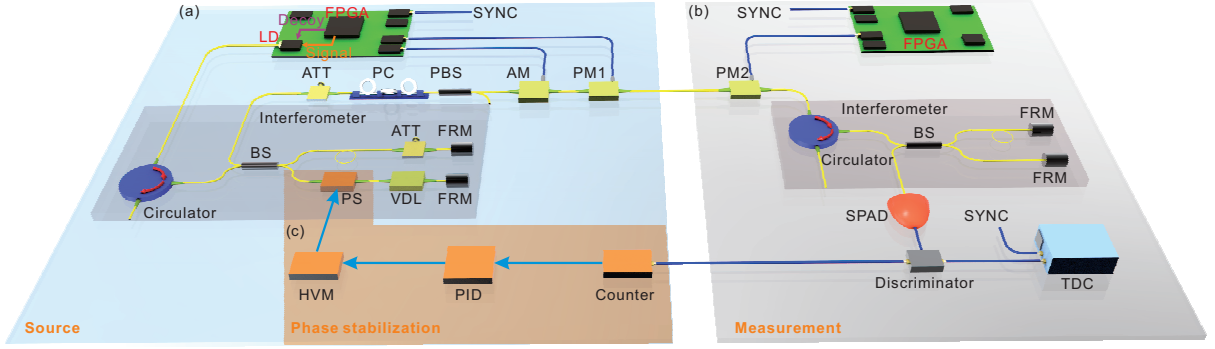 (a)
FPGA
SYNC
Decoy
LD
Signal
ATT
PC
PBS
AM
PM1
Interferometer
BS
ATT
FRM
PS
VDL
FRM
Circulator
(c)
HVM
PID
Counter
Source
Phase stabilization
(b)
SYNC
FPGA
PM2
Interferometer
FRM
BS
Circulator
FRM
SPAD
SYNC
Discriminator
TDC
Measurement